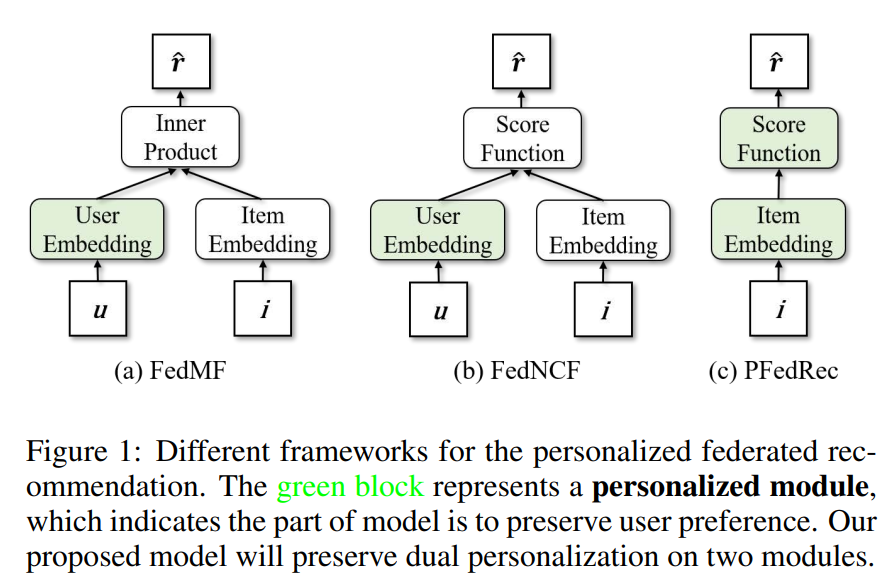 r̂
r̂
r̂
Inner
Product
Score
Function
Score
Function
User
Embedding
Item
Embedding
User
Embedding
Item
Embedding
Item
Embedding
u
i
u
i
i
(a) FedMF
(b) FedNCF
(c) PFedRec
Figure 1: Different frameworks for the personalized federated rec-
ommendation. The green block represents a personalized module,
which indicates the part of model is to preserve user preference. Our
proposed model will preserve dual personalization on two modules.